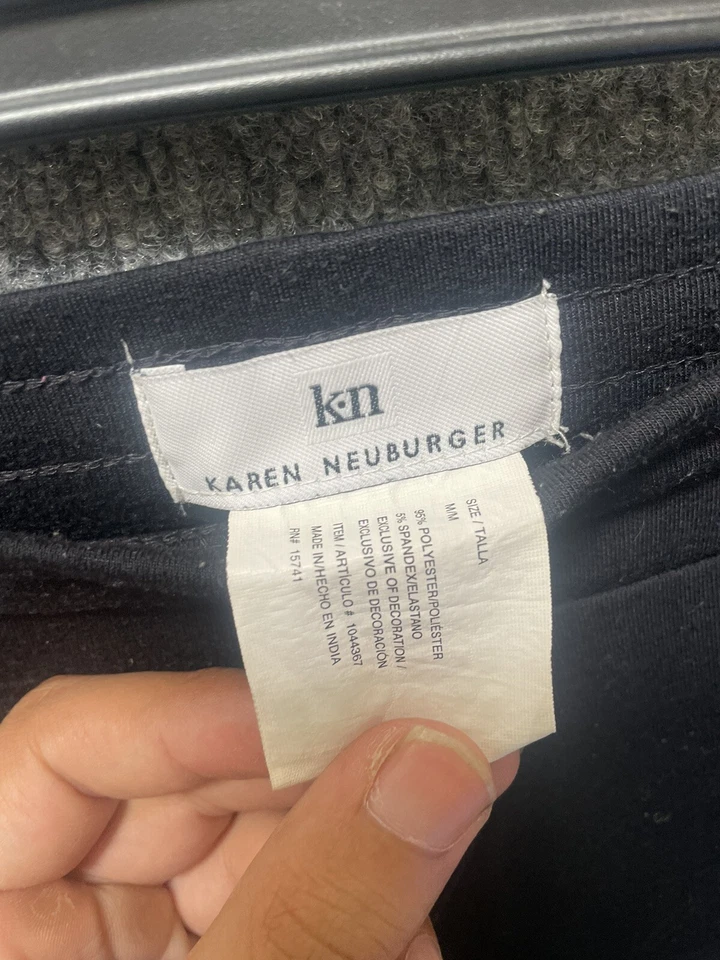 k·n
KAREN NEUBURGER
SIZE / TALLA
M/M
95% POLYESTER/POLIÉSTER
5% SPANDEX/ELASTANO
EXCLUSIVE OF DECORATION /
EXCLUSIVO DE DECORACIÓN
ITEM / ARTICULO # 1044367
MADE IN/HECHO EN INDIA
RN# 15741